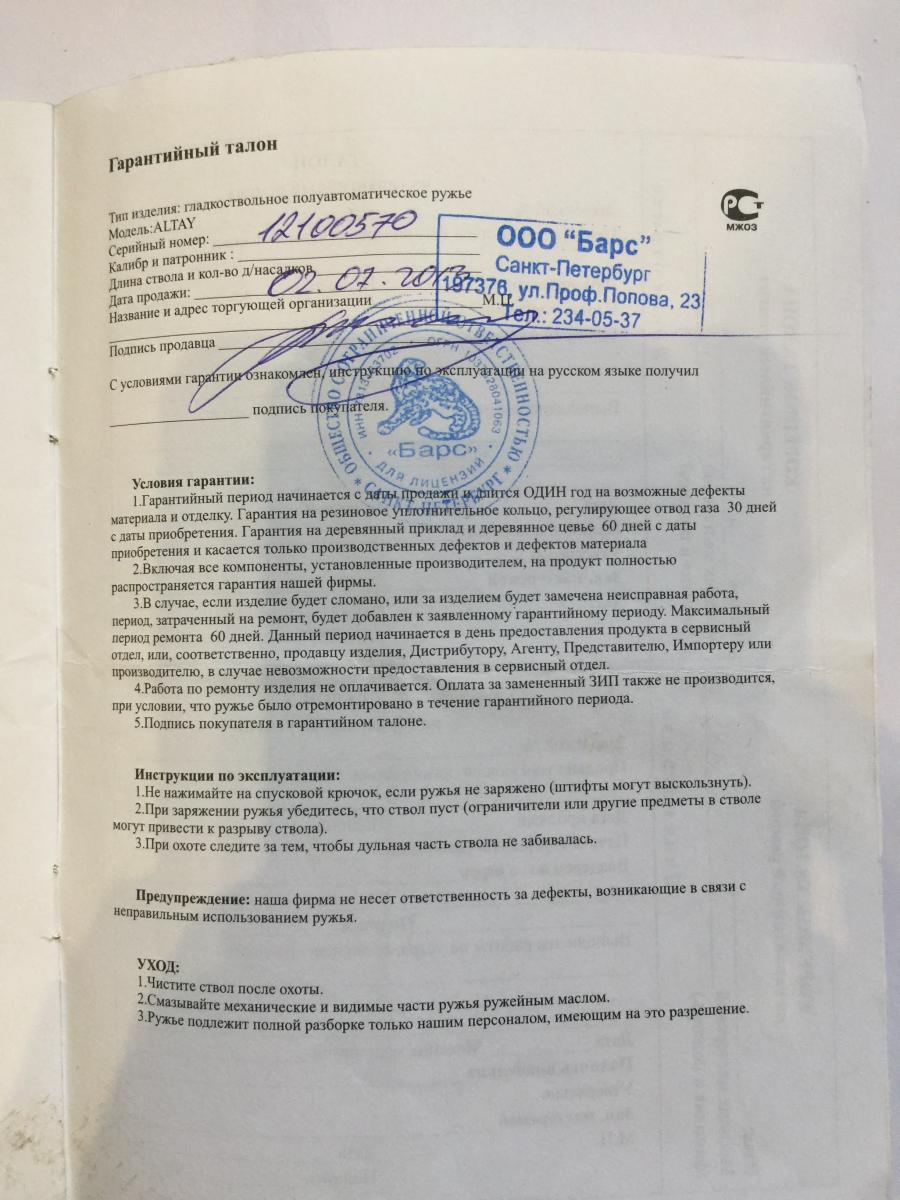 Гарантийный талон
Тип изделия: гладкоствольное полуавтоматическое ружье
Модель:ALTAY
Серийный номер: 12100570
Калибр и патронник :
Длина ствола и кол-во д/насадков
Дата продажи: 02.07.2013
Название и адрес торгующей организации М.П.
Подпись продавца
РСТ
МЖОЗ
ООО "Барс"
Санкт-Петербург
197376, ул.Проф.Попова, 23
Тел.: 234-05-37
С условиями гарантии ознакомлен, инструкцию по эксплуатации на русском языке получил
подпись покупателя.
ОБЩЕСТВО С ОГРАНИЧЕННОЙ ОТВЕТСТВЕННОСТЬЮ
* САНКТ-ПЕТЕРБУРГ *
«Барс»
ДЛЯ ЛИЦЕНЗИЙ
Условия гарантии:
1.Гарантийный период начинается с даты продажи и длится ОДИН год на возможные дефекты
материала и отделку. Гарантия на резиновое уплотнительное кольцо, регулирующее отвод газа 30 дней
с даты приобретения. Гарантия на деревянный приклад и деревянное цевье 60 дней с даты
приобретения и касается только производственных дефектов и дефектов материала
2.Включая все компоненты, установленные производителем, на продукт полностью
распространяется гарантия нашей фирмы.
3.В случае, если изделие будет сломано, или за изделием будет замечена неисправная работа,
период, затраченный на ремонт, будет добавлен к заявленному гарантийному периоду. Максимальный
период ремонта 60 дней. Данный период начинается в день предоставления продукта в сервисный
отдел, или, соответственно, продавцу изделия, Дистрибутору, Агенту, Представителю, Импортеру или
производителю, в случае невозможности предоставления в сервисный отдел.
4.Работа по ремонту изделия не оплачивается. Оплата за замененный ЗИП также не производится,
при условии, что ружье было отремонтировано в течение гарантийного периода.
5.Подпись покупателя в гарантийном талоне.
Инструкции по эксплуатации:
1.Не нажимайте на спусковой крючок, если ружья не заряжено (штифты могут выскользнуть).
2.При заряжении ружья убедитесь, что ствол пуст (ограничители или другие предметы в стволе
могут привести к разрыву ствола).
3.При охоте следите за тем, чтобы дульная часть ствола не забивалась.
Предупреждение: наша фирма не несет ответственность за дефекты, возникающие в связи с
неправильным использованием ружья.
УХОД:
1.Чистите ствол после охоты.
2.Смазывайте механические и видимые части ружья ружейным маслом.
3.Ружье подлежит полной разборке только нашим персоналом, имеющим на это разрешение.